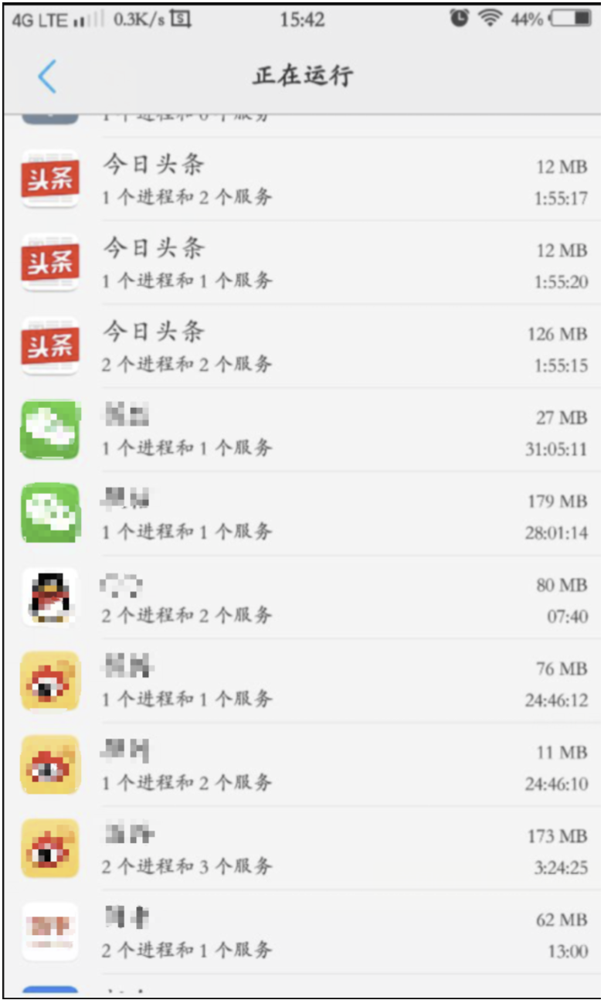 4G LTE 0.3K/s 15:42 44%
正在运行
今日头条 12 MB
头条
1 个进程和 2 个服务 1:55:17
今日头条 12 MB
头条
1 个进程和 1 个服务 1:55:20
今日头条 126 MB
头条
2 个进程和 2 个服务 1:55:15
27 MB
1 个进程和 1 个服务 31:05:11
179 MB
1 个进程和 1 个服务 28:01:14
80 MB
2 个进程和 2 个服务 07:40
76 MB
1 个进程和 1 个服务 24:46:12
11 MB
1 个进程和 2 个服务 24:46:10
173 MB
2 个进程和 3 个服务 3:24:25
62 MB
2 个进程和 1 个服务 13:00